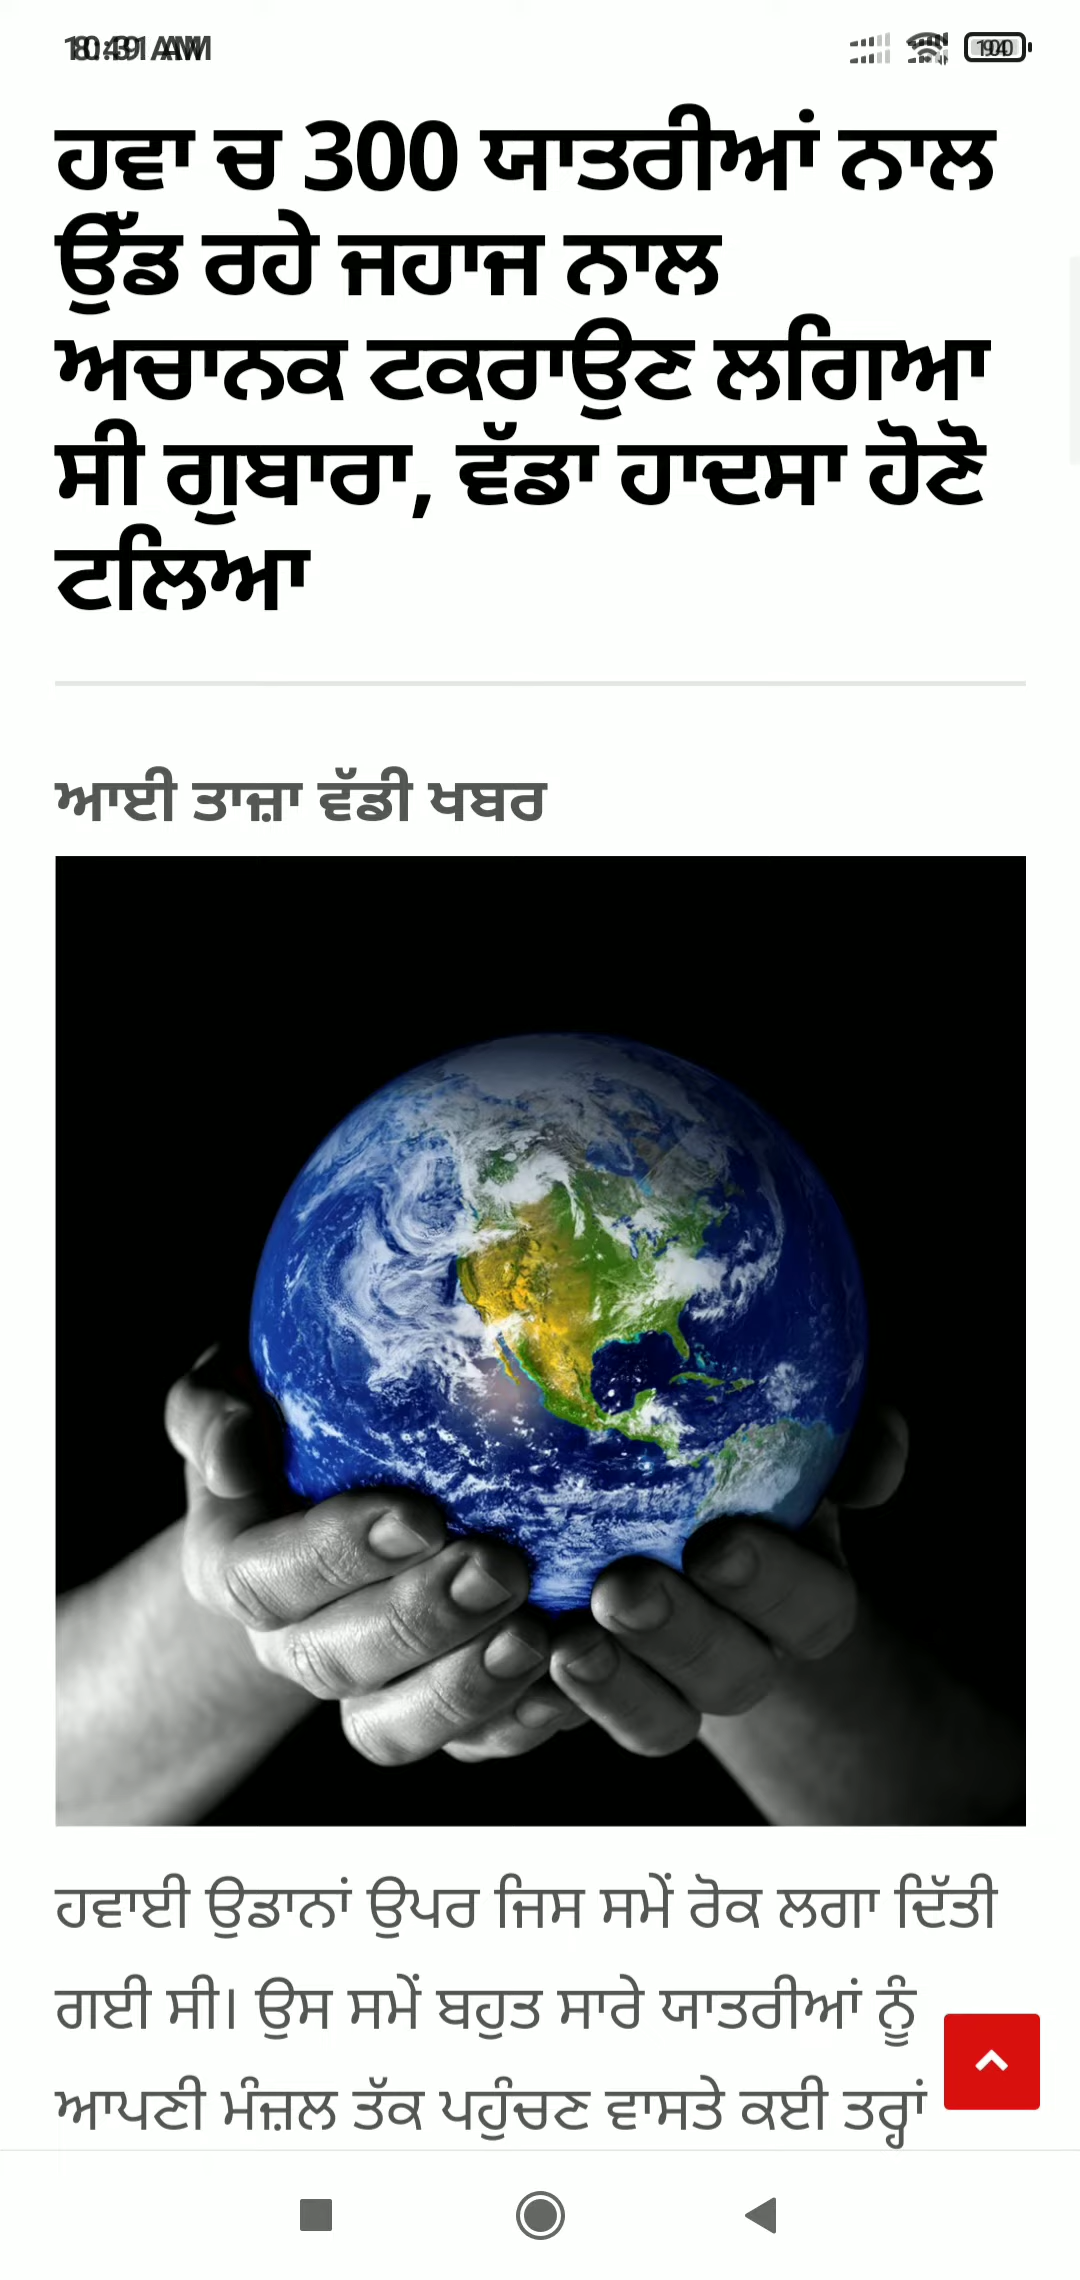 ਹਵਾ ਚ 300 ਯਾਤਰੀਆਂ ਨਾਲ
ਉੱਡ ਰਹੇ ਜਹਾਜ ਨਾਲ
ਅਚਾਨਕ ਟਕਰਾਉਣ ਲਗਿਆ
ਸੀ ਗੁਬਾਰਾ, ਵੱਡਾ ਹਾਦਸਾ ਹੋਣੋ
ਟਲਿਆ
ਆਈ ਤਾਜ਼ਾ ਵੱਡੀ ਖਬਰ
ਹਵਾਈ ਉਡਾਨਾਂ ਉਪਰ ਜਿਸ ਸਮੇਂ ਰੋਕ ਲਗਾ ਦਿੱਤੀ
ਗਈ ਸੀ। ਉਸ ਸਮੇਂ ਬਹੁਤ ਸਾਰੇ ਯਾਤਰੀਆਂ ਨੂੰ
ਆਪਣੀ ਮੰਜ਼ਲ ਤੱਕ ਪਹੁੰਚਣ ਵਾਸਤੇ ਕਈ ਤਰ੍ਹਾਂ